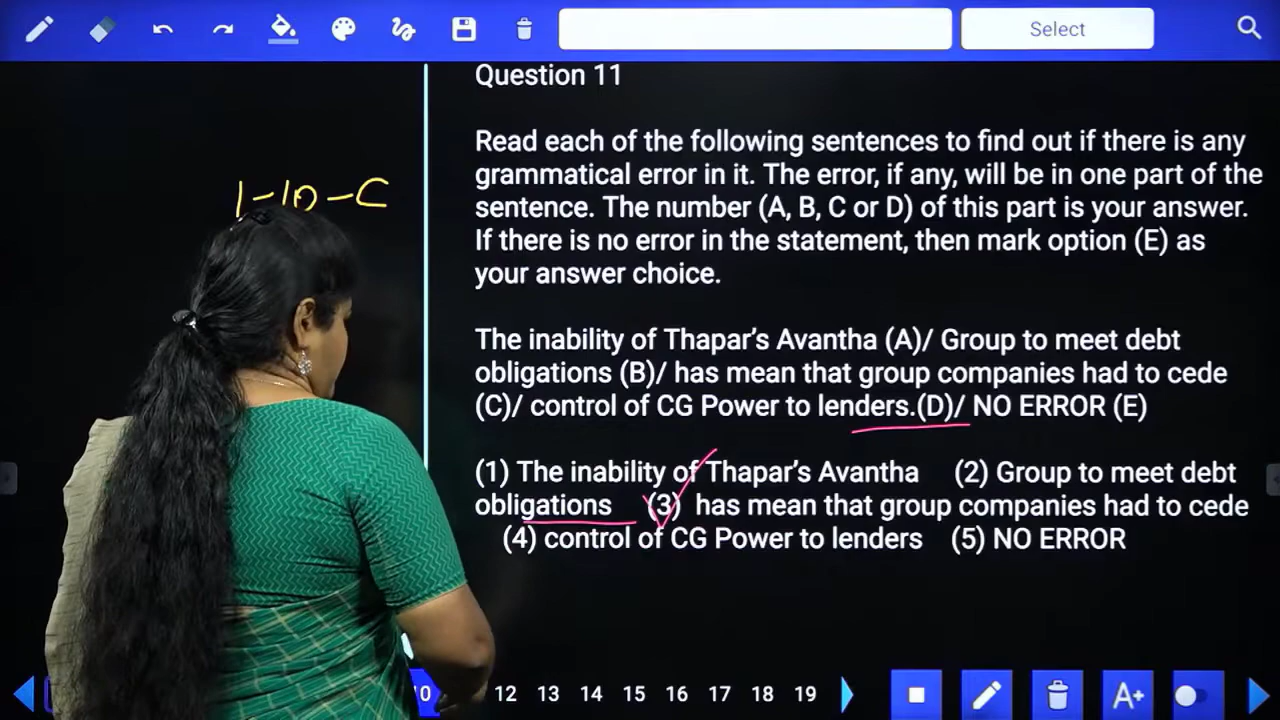 Select
Question 11
Read each of the following sentences to find out if there is any
grammatical error in it. The error, if any, will be in one part of the
sentence. The number (A, B, C or D) of this part is your answer.
If there is no error in the statement, then mark option (E) as
your answer choice.
1-10-C
The inability of Thapar's Avantha (A)/ Group to meet debt
obligations (B)/ has mean that group companies had to cede
(C)/ control of CG Power to lenders.(D)/ NO ERROR (E)
(1) The inability of Thapar's Avantha (2) Group to meet debt
obligations (3) has mean that group companies had to cede
(4) control of CG Power to lenders (5) NO ERROR
10 12 13 14 15 16 17 18 19
A+